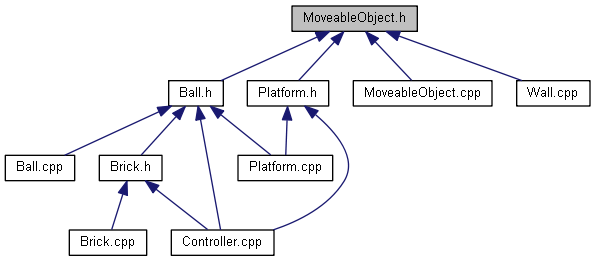 MoveableObject.h
Ball.h
Platform.h
MoveableObject.cpp
Wall.cpp
Ball.cpp
Brick.h
Platform.cpp
Brick.cpp
Controller.cpp